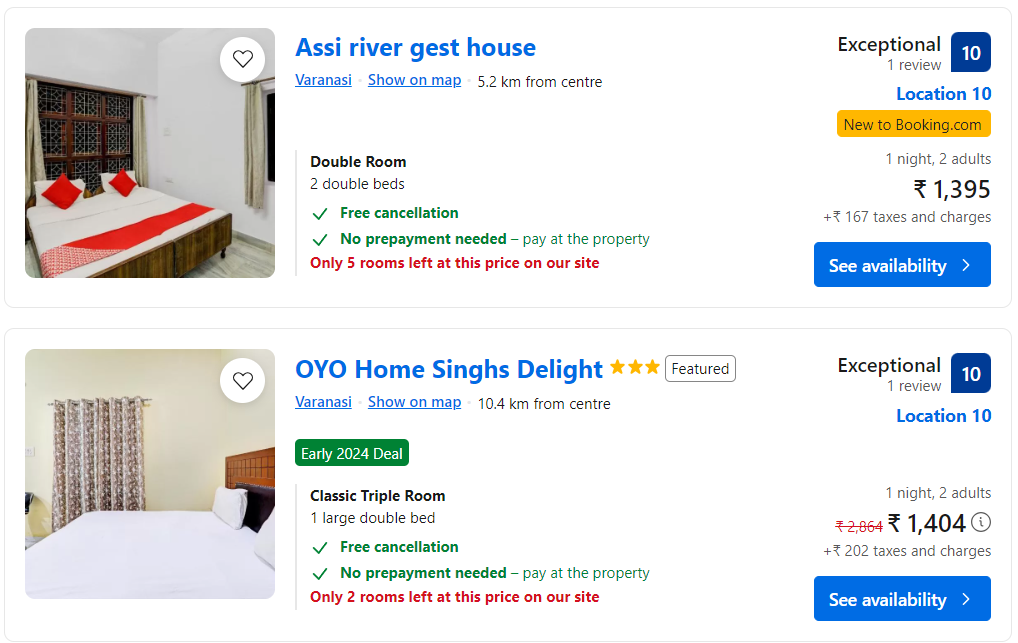 Assi river gest house
Varanasi Show on map 5.2 km from centre
Exceptional 10
1 review
Location 10
New to Booking.com
Double Room
2 double beds
Free cancellation
No prepayment needed – pay at the property
Only 5 rooms left at this price on our site
1 night, 2 adults
₹ 1,395
+₹ 167 taxes and charges
See availability
OYO Home Singhs Delight Featured
Varanasi Show on map 10.4 km from centre
Exceptional 10
1 review
Location 10
Early 2024 Deal
Classic Triple Room
1 large double bed
Free cancellation
No prepayment needed – pay at the property
Only 2 rooms left at this price on our site
1 night, 2 adults
₹ 2,864 ₹ 1,404
+₹ 202 taxes and charges
See availability